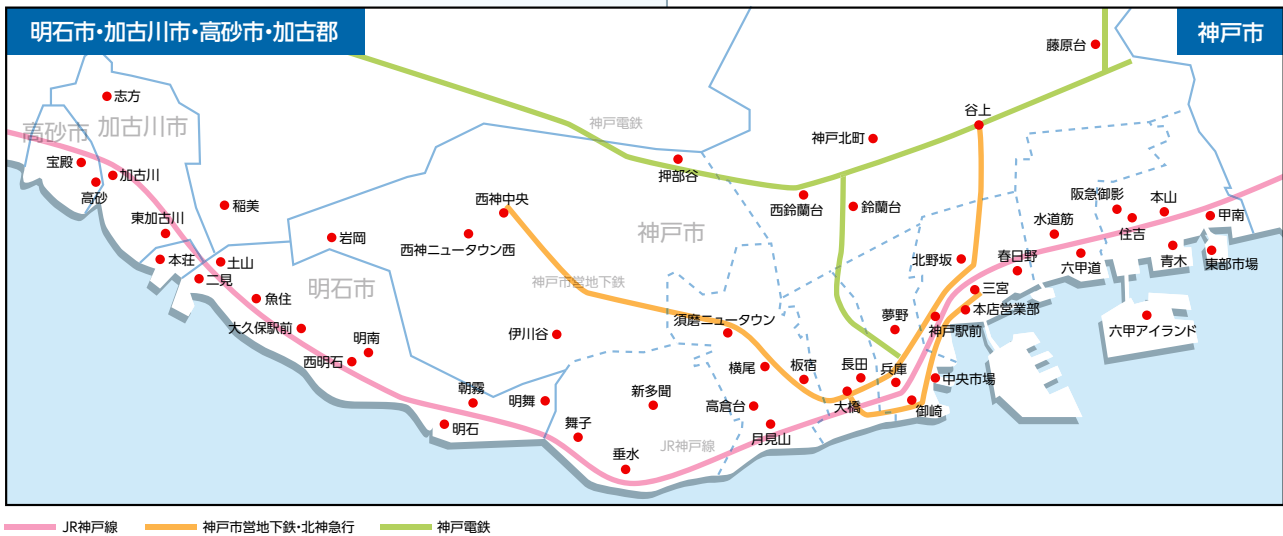 明石市・加古川市・高砂市・加古郡
神戸市
藤原台
志方
加古川市
高砂市
神戸電鉄
谷上
神戸北町
宝殿
加古川
高砂
押部谷
西神中央
西鈴蘭台
鈴蘭台
阪急御影
本山
稲美
東加古川
岩岡
西神ニュータウン西
神戸市
水道筋
住吉
甲南
本荘
土山
二見
明石市
神戸市営地下鉄
北野坂
春日野
六甲道
青木
東部市場
魚住
三宮
本店営業部
大久保駅前
明南
伊川谷
須磨ニュータウン
夢野
神戸駅前
六甲アイランド
西明石
横尾
板宿
長田
兵庫
中央市場
朝霧
明舞
新多聞
高倉台
大橋
御崎
明石
舞子
月見山
垂水
JR神戸線
JR神戸線
神戸市営地下鉄・北神急行
神戸電鉄